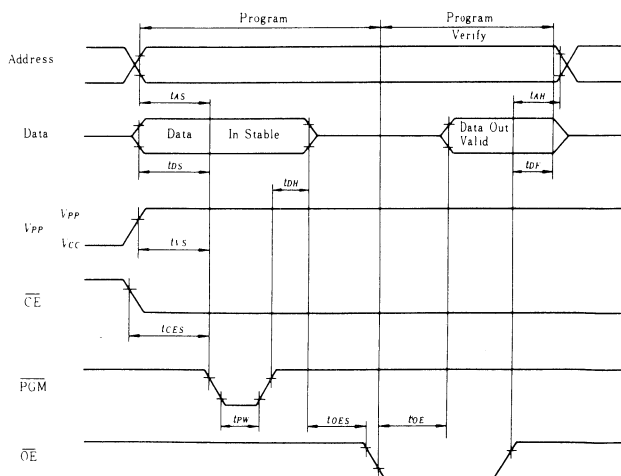 Program
Program
Verify
Address
tAS
tAH
Data
Data
In Stable
Data Out
Valid
tDS
tDH
tDF
VPP
VPP
VCC
tVS
CE
tCES
PGM
tPW
tOES
tOE
OE